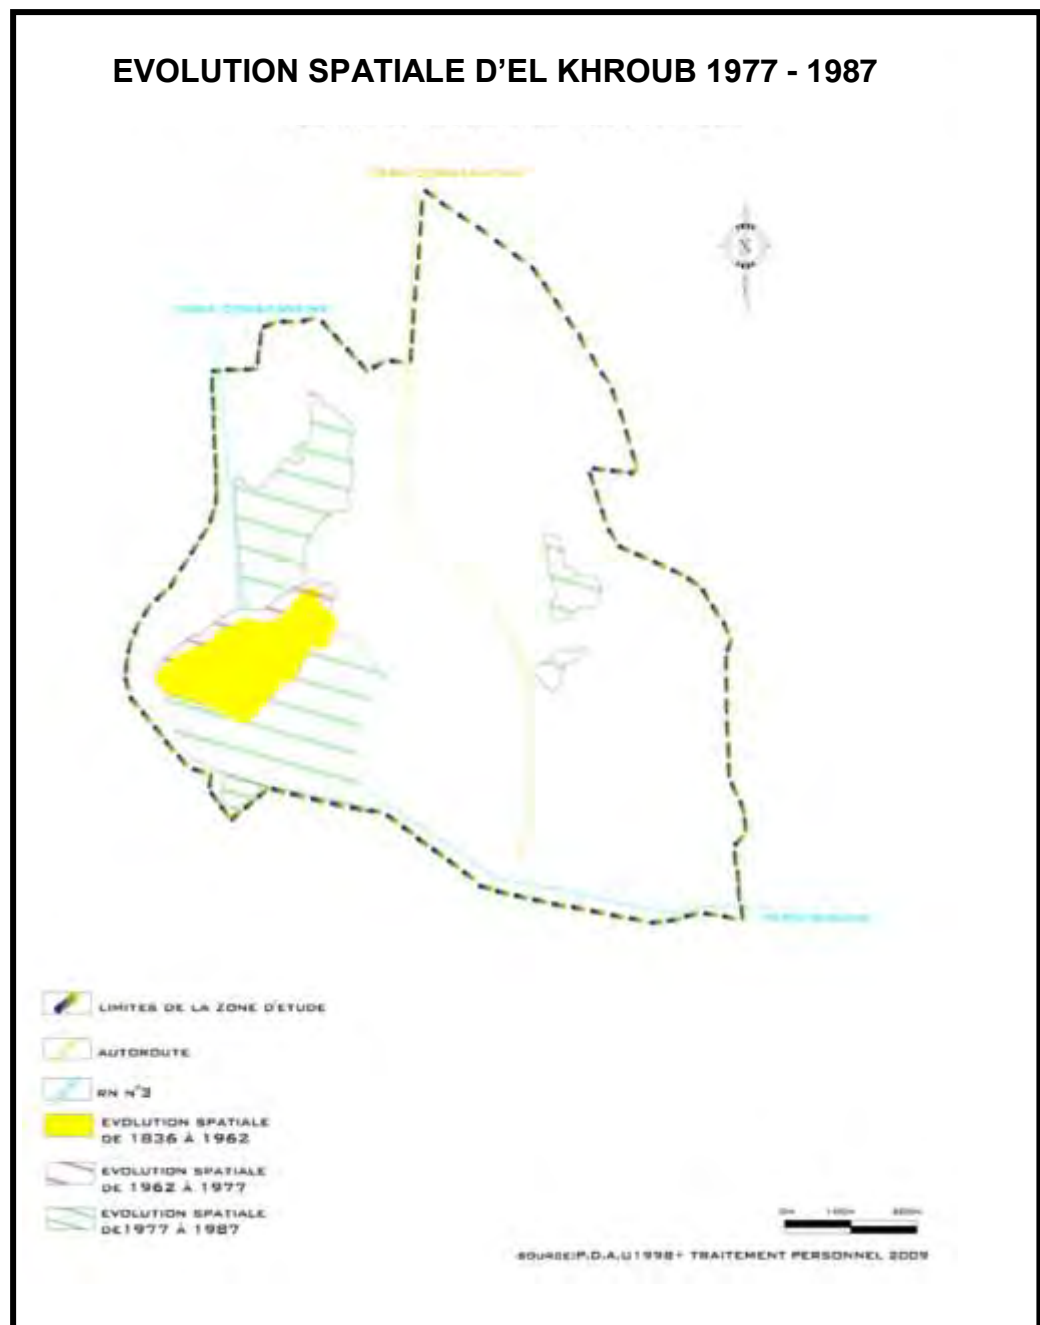 EVOLUTION SPATIALE D’EL KHROUB 1977 - 1987
LIMITES DE LA ZONE D'ETUDE
AUTOROUTE
RN N°3
EVOLUTION SPATIALE
DE 1836 À 1962
EVOLUTION SPATIALE
DE 1962 À 1977
EVOLUTION SPATIALE
DE1977 À 1987
SOURCE:P.D.A.U1998+ TRAITEMENT PERSONNEL 2009